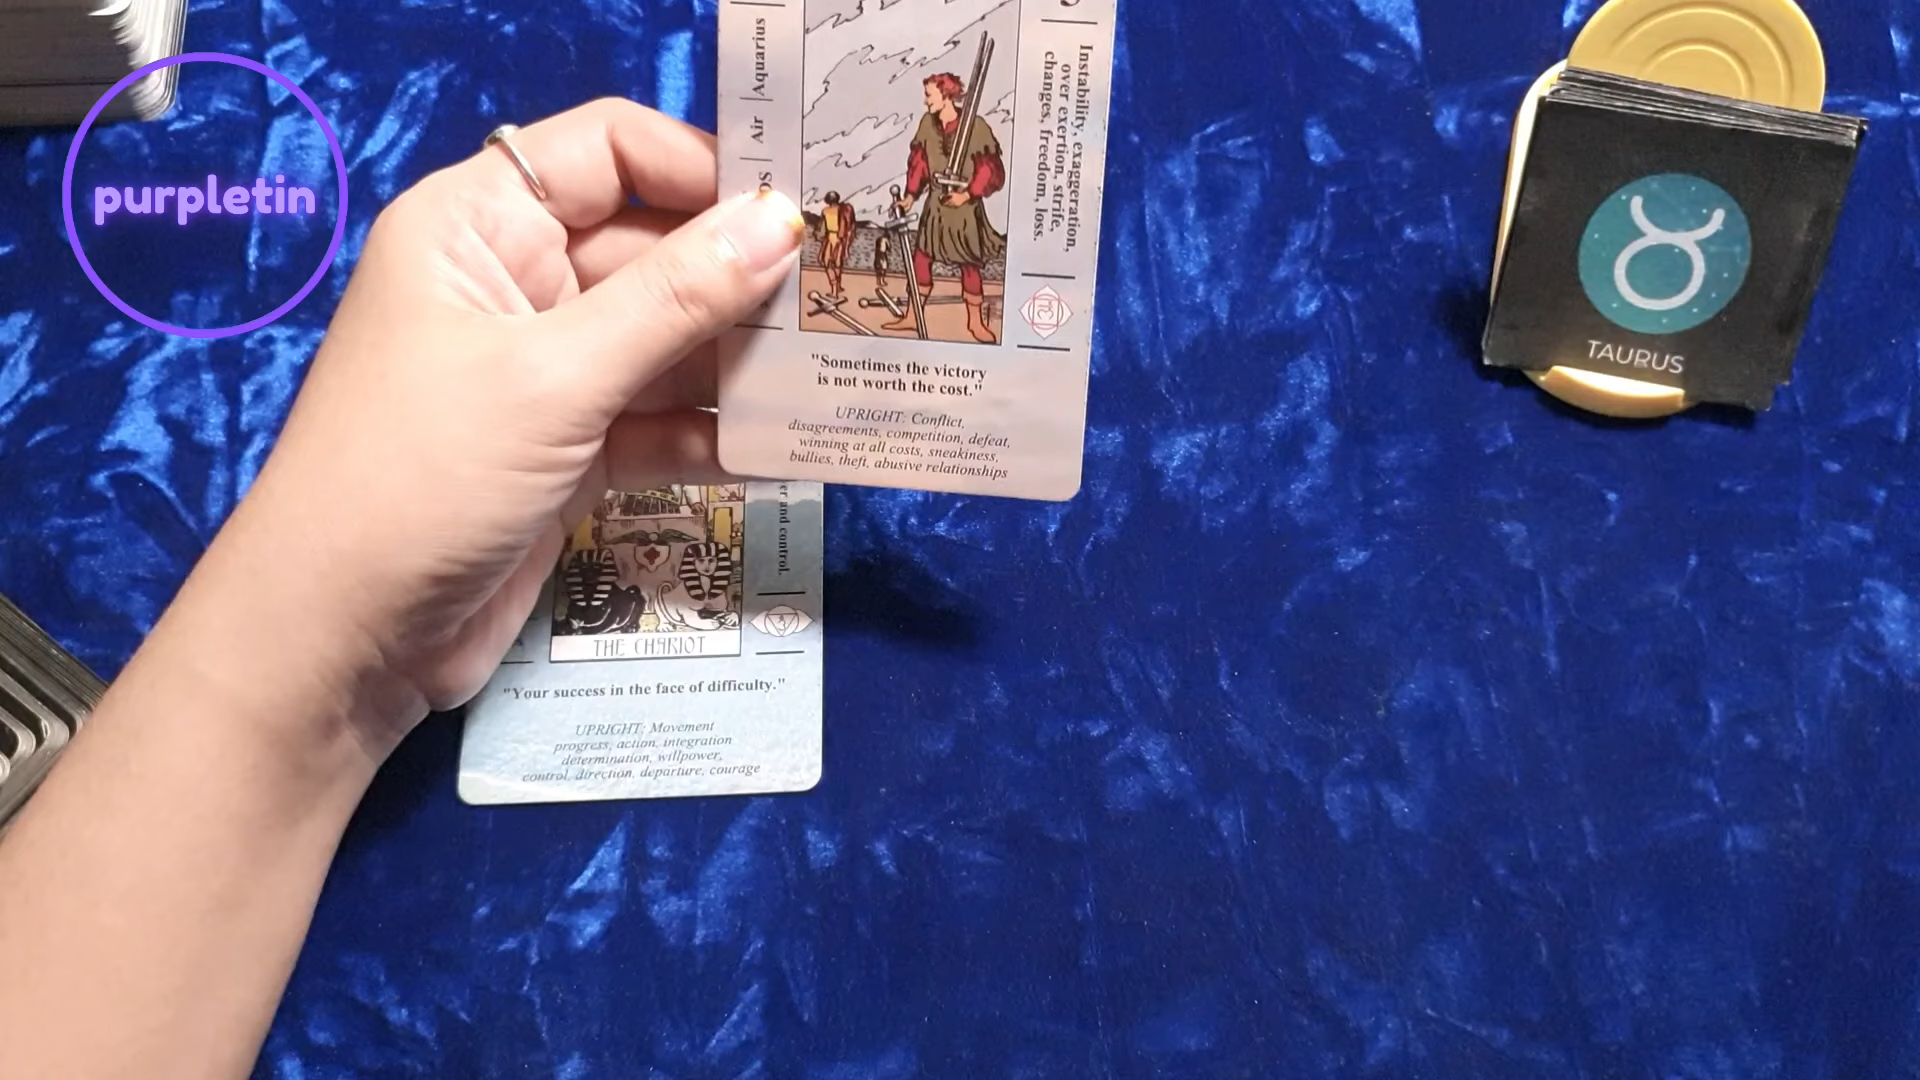 purpletin
Air
Aquarius
Instability, exaggeration,
over exertion, strife,
changes, freedom, loss.
"Sometimes the victory
is not worth the cost."
UPRIGHT: Conflict,
disagreements, competition, defeat,
winning at all costs, sneakiness,
bullies, theft, abusive relationships
and control.
THE CHARIOT
"Your success in the face of difficulty."
UPRIGHT: Movement
progress, action, integration
determination, willpower,
control, direction, departure, courage
TAURUS